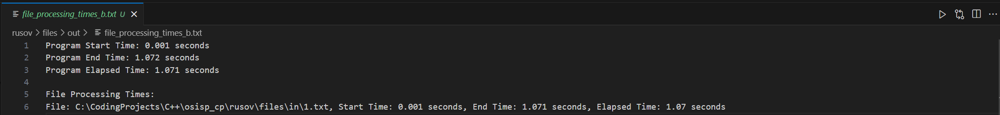 file_processing_times_b.txt U
rusov > files > out > file_processing_times_b.txt
1 Program Start Time: 0.001 seconds
2 Program End Time: 1.072 seconds
3 Program Elapsed Time: 1.071 seconds
4
5 File Processing Times:
6 File: C:\CodingProjects\C++\osisp_cp\rusov\files\in\1.txt, Start Time: 0.001 seconds, End Time: 1.071 seconds, Elapsed Time: 1.07 seconds